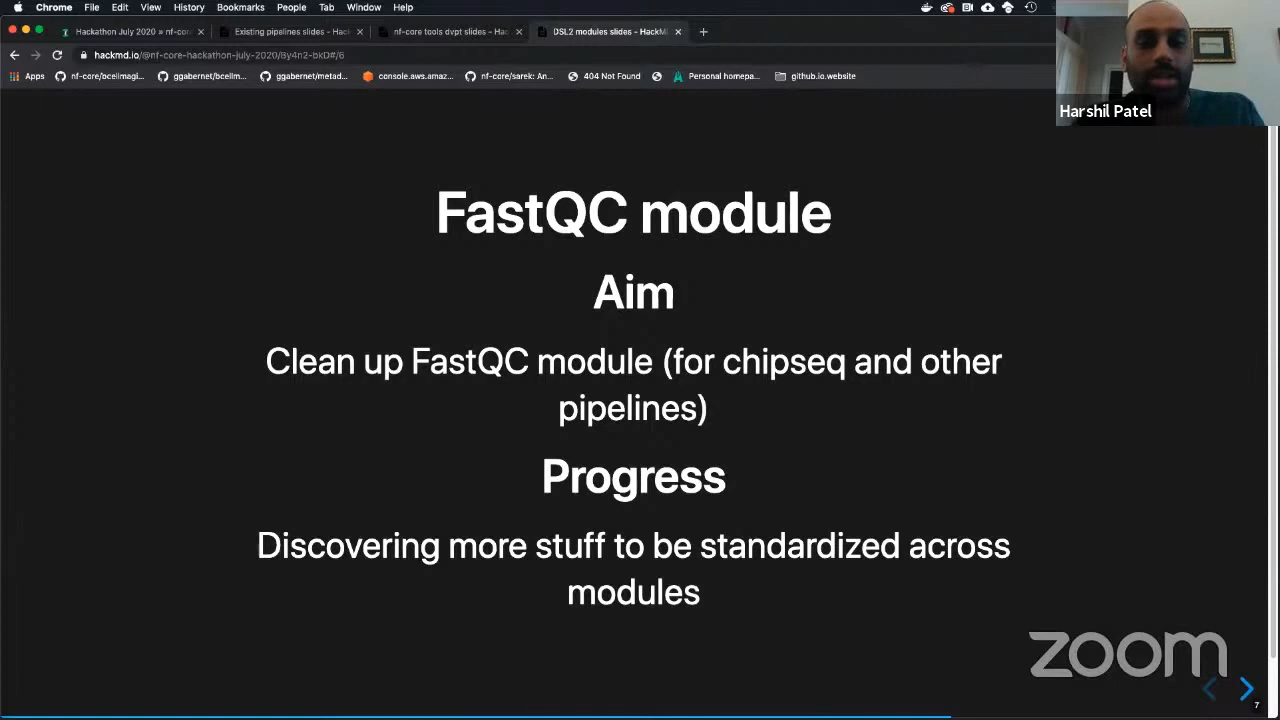 Chrome File Edit View History Bookmarks People Tab Window Help
Hackathon July 2020 » nf-cor
Existing pipelines slides - Hack
nf-core tools dvpt slides - Hac
DSL2 modules slides - HackM
hackmd.io/@nf-core-hackathon-july-2020/By4n2-bkD#/6
Apps nf-core/bcellmagi... ggabernet/bcellm... ggabernet/metad... console.aws.amaz... nf-core/sarek: An... 404 Not Found Personal homepa... github.io.website
Harshil Patel
FastQC module
Aim
Clean up FastQC module (for chipseq and other
pipelines)
Progress
Discovering more stuff to be standardized across
modules
zoom
7